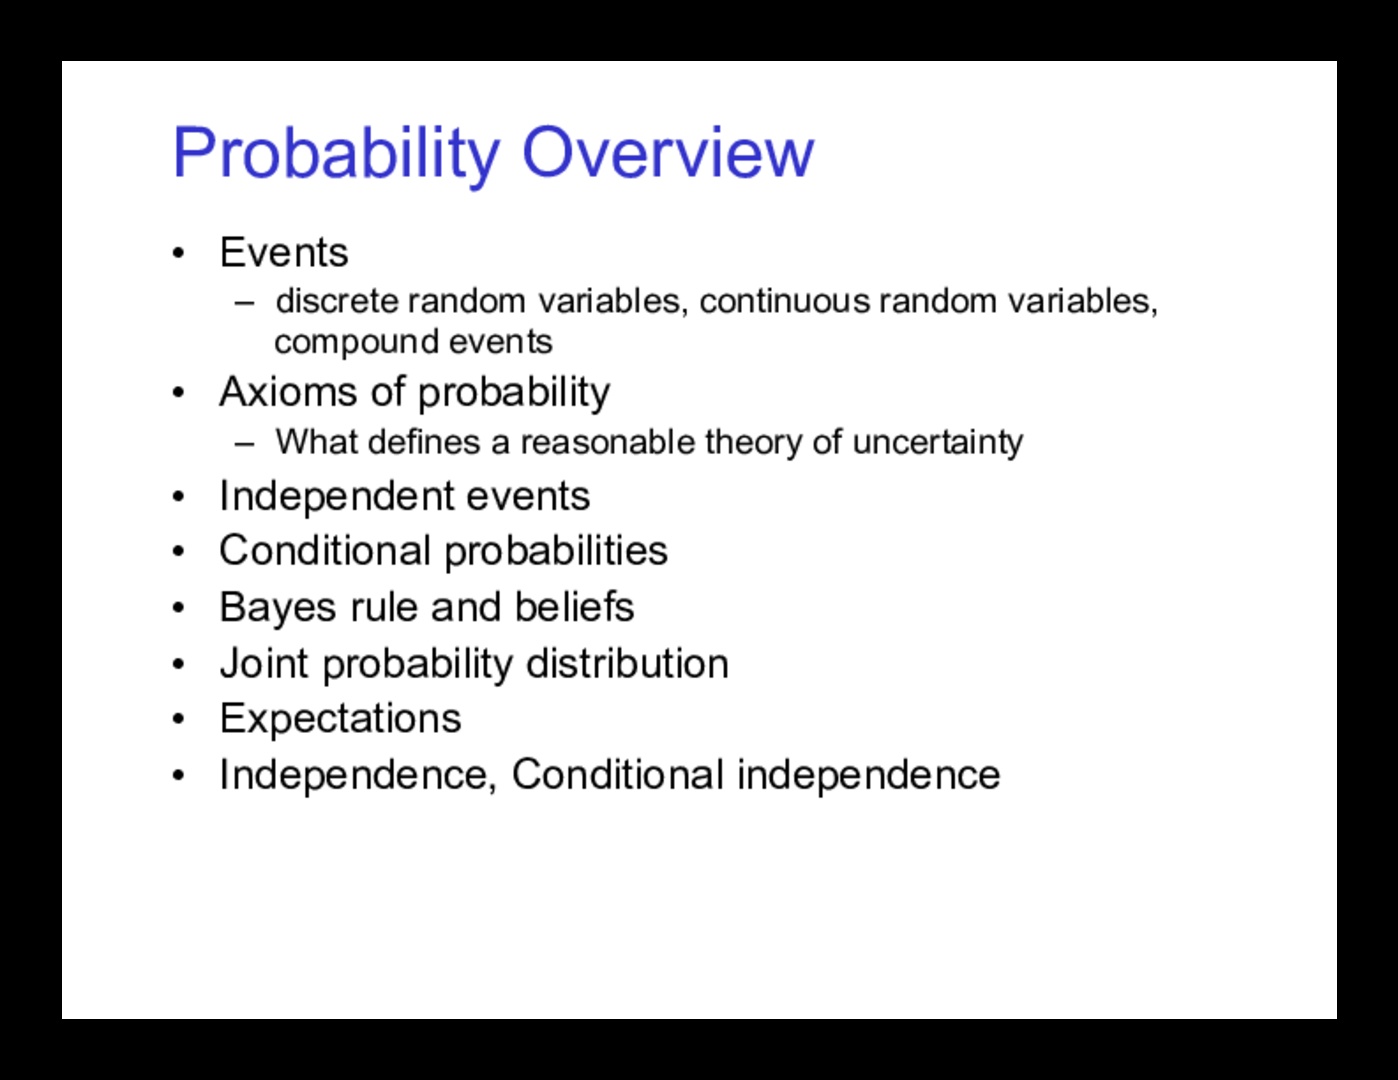 Probability Overview
• Events
– discrete random variables, continuous random variables,
compound events
• Axioms of probability
– What defines a reasonable theory of uncertainty
• Independent events
• Conditional probabilities
• Bayes rule and beliefs
• Joint probability distribution
• Expectations
• Independence, Conditional independence